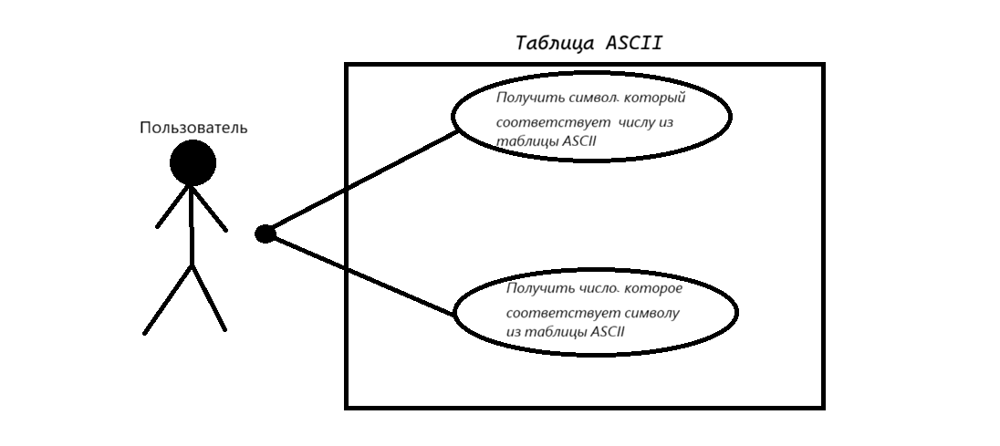 Таблица ASCII
Получить символ. который
соответствует числу из
таблицы ASCII
Пользователь
Получить число. которое
соответствует символу
из таблицы ASCII